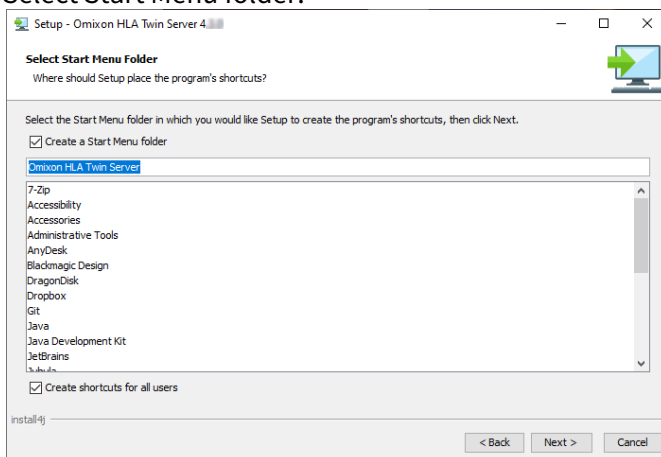 Select Start Menu folder.
Setup - Omixon HLA Twin Server 4.
Select Start Menu Folder
Where should Setup place the program's shortcuts?
Select the Start Menu folder in which you would like Setup to create the program's shortcuts, then click Next.
Create a Start Menu folder
Omixon HLA Twin Server
7-Zip
Accessibility
Accessories
Administrative Tools
AnyDesk
Blackmagic Design
DragonDisk
Dropbox
Git
Java
Java Development Kit
JetBrains
Create shortcuts for all users
install4j
< Back
Next >
Cancel